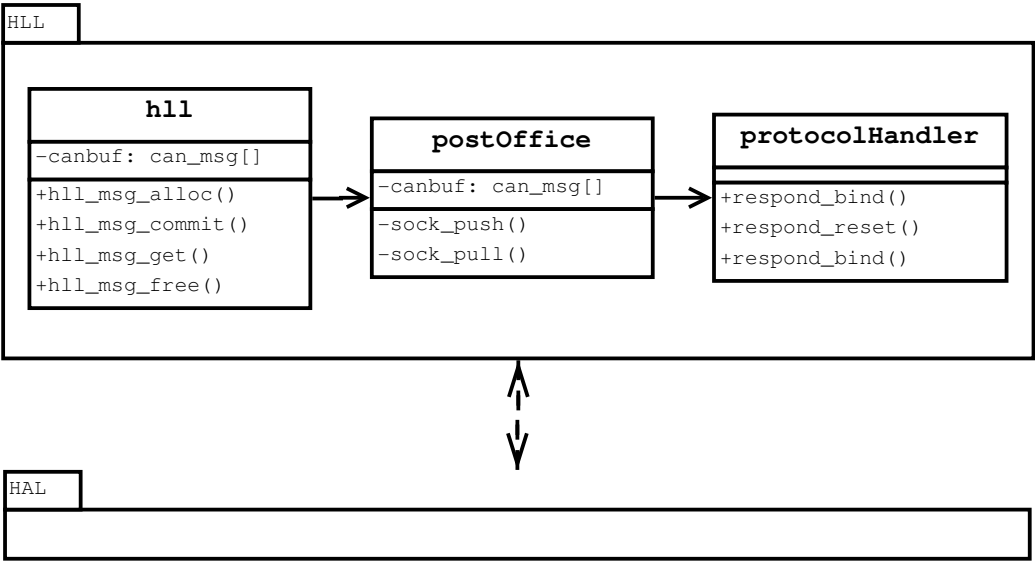 HLL
hll
-canbuf: can_msg[]
+hll_msg_alloc()
+hll_msg_commit()
+hll_msg_get()
+hll_msg_free()
postOffice
-canbuf: can_msg[]
-sock_push()
-sock_pull()
protocolHandler
+respond_bind()
+respond_reset()
+respond_bind()
HAL